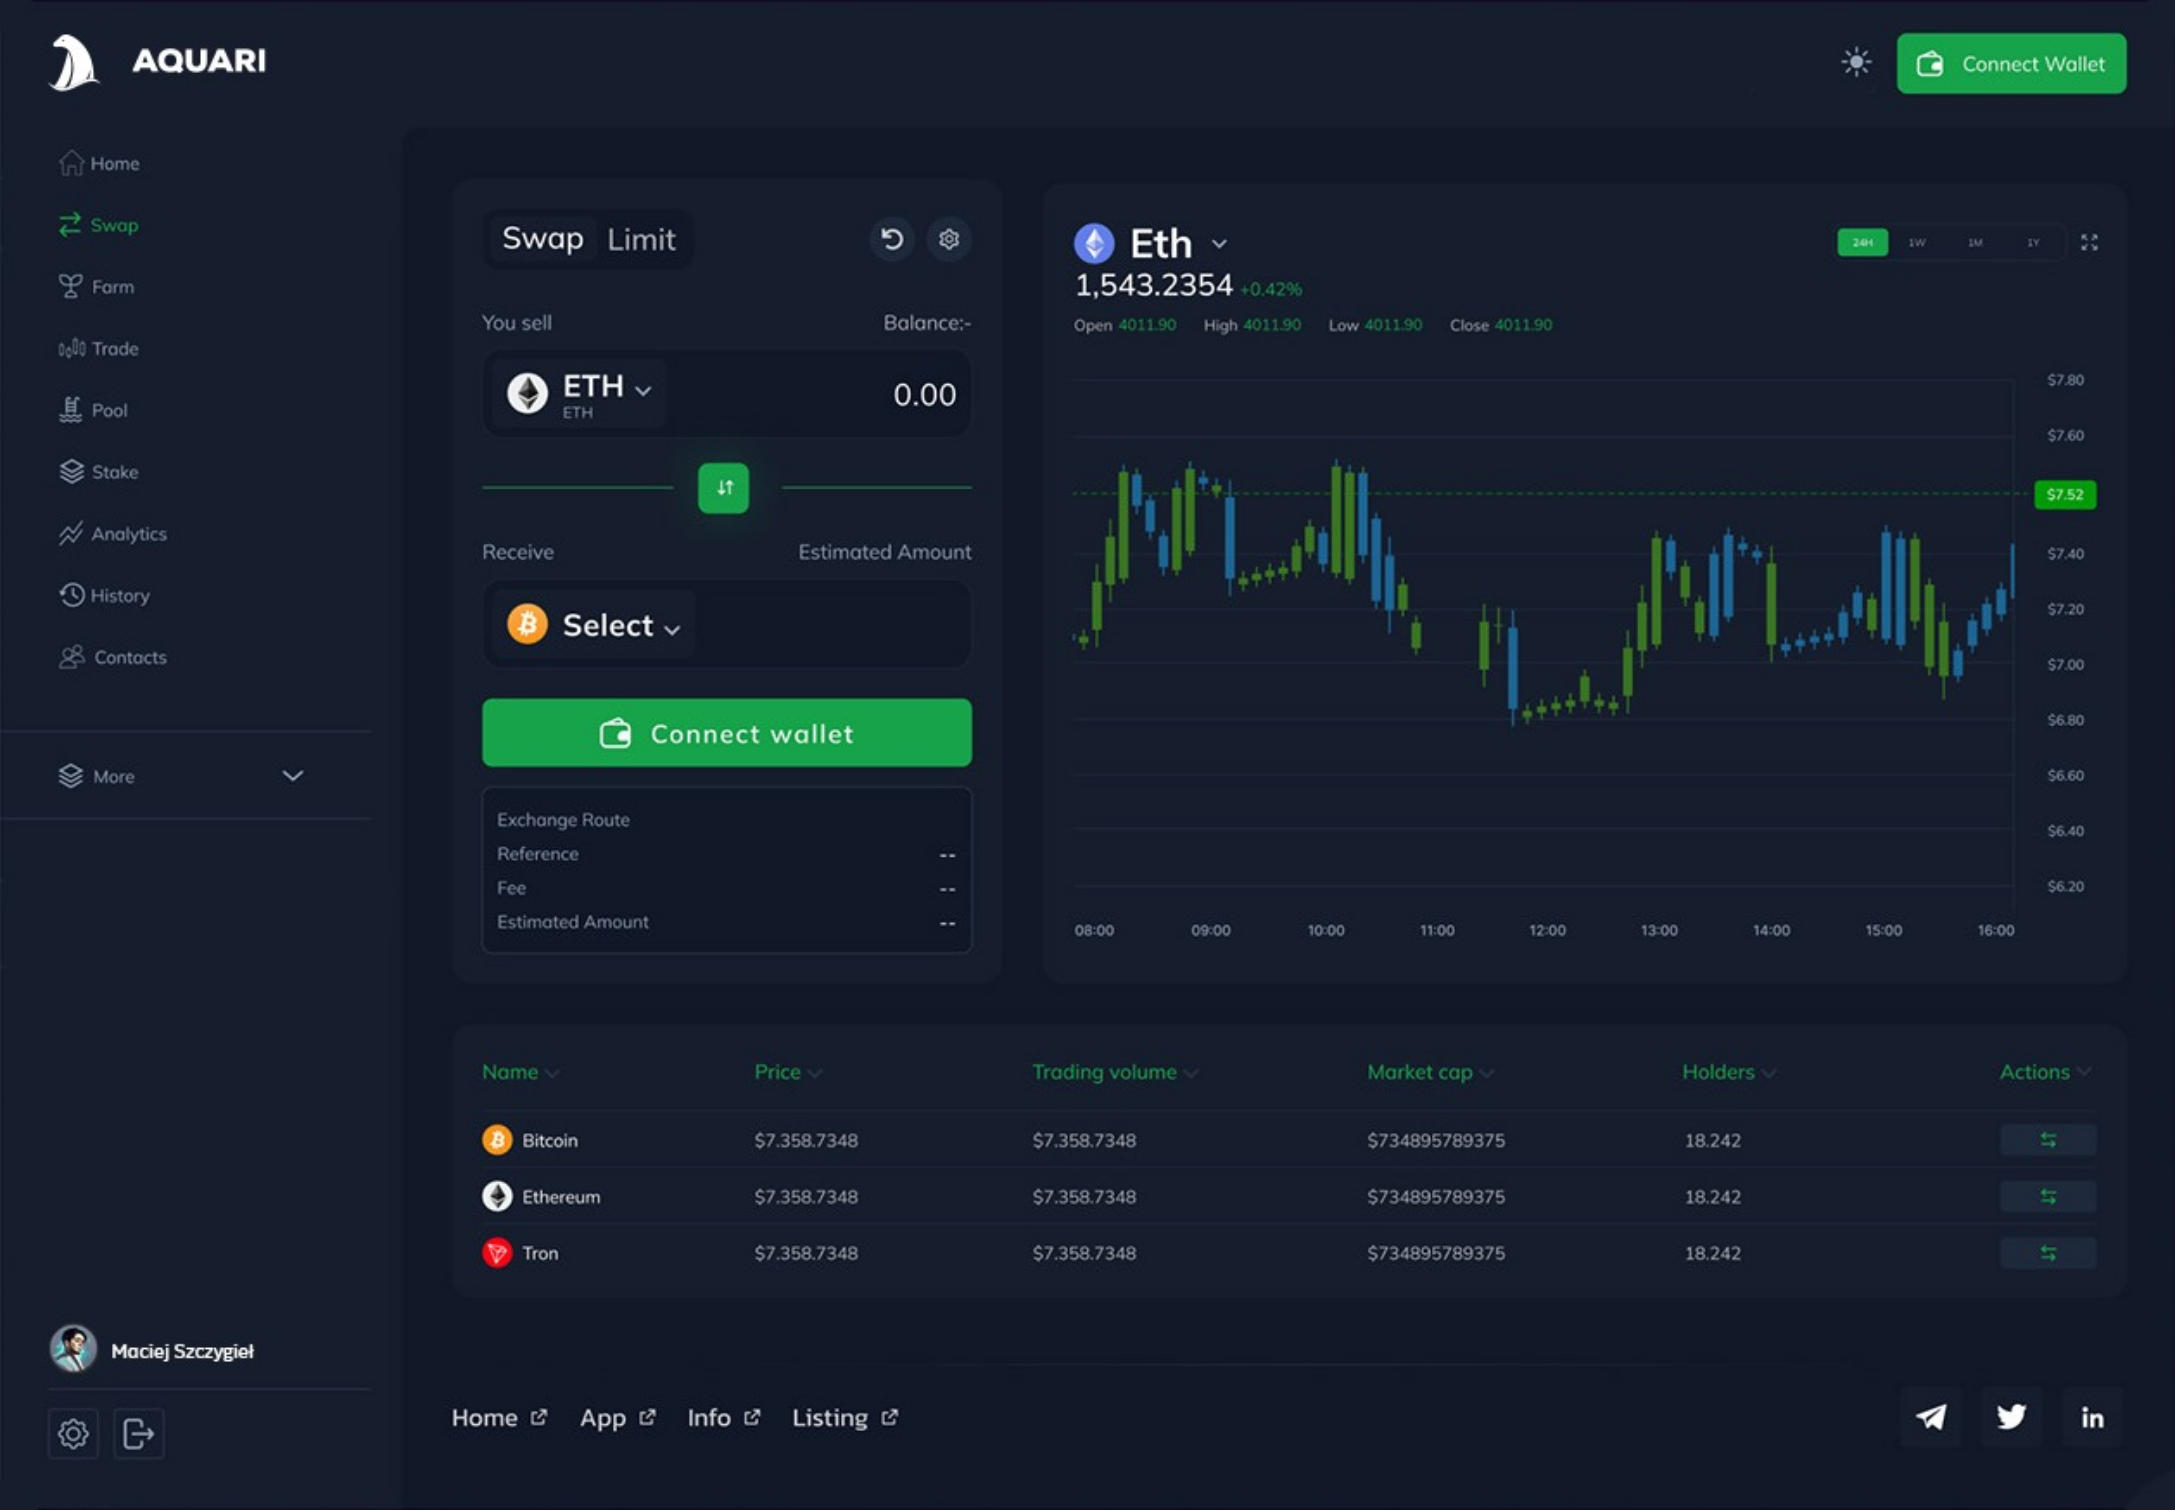 AQUARI
Connect Wallet
Home
Swap
Farm
Trade
Pool
Stake
Analytics
History
Contacts
More
Maciej Szczygieł
Swap Limit
You sell Balance:-
ETH 0.00
ETH
Receive Estimated Amount
Select
Connect wallet
Exchange Route
Reference --
Fee --
Estimated Amount --
Eth
24H 1W 1M 1Y
1,543.2354 +0.42%
Open 4011.90 High 4011.90 Low 4011.90 Close 4011.90
$7.80
$7.60
$7.52
$7.40
$7.20
$7.00
$6.80
$6.60
$6.40
$6.20
08:00 09:00 10:00 11:00 12:00 13:00 14:00 15:00 16:00
Name Price Trading volume Market cap Holders Actions
Bitcoin $7.358.7348 $7.358.7348 $734895789375 18.242
Ethereum $7.358.7348 $7.358.7348 $734895789375 18.242
Tron $7.358.7348 $7.358.7348 $734895789375 18.242
Home App Info Listing
in